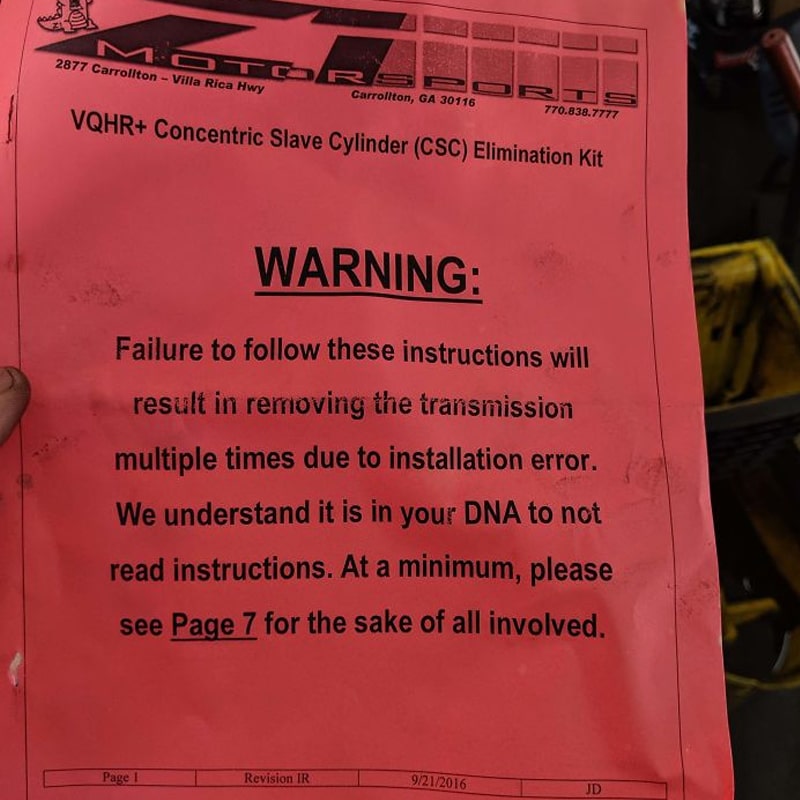 MOTORSPORTS
2877 Carrollton – Villa Rica Hwy
Carrollton, GA 30116
770.838.7777
VQHR+ Concentric Slave Cylinder (CSC) Elimination Kit
WARNING:
Failure to follow these instructions will
result in removing the transmission
multiple times due to installation error.
We understand it is in your DNA to not
read instructions. At a minimum, please
see Page 7 for the sake of all involved.
Page 1
Revision IR
9/21/2016
JD